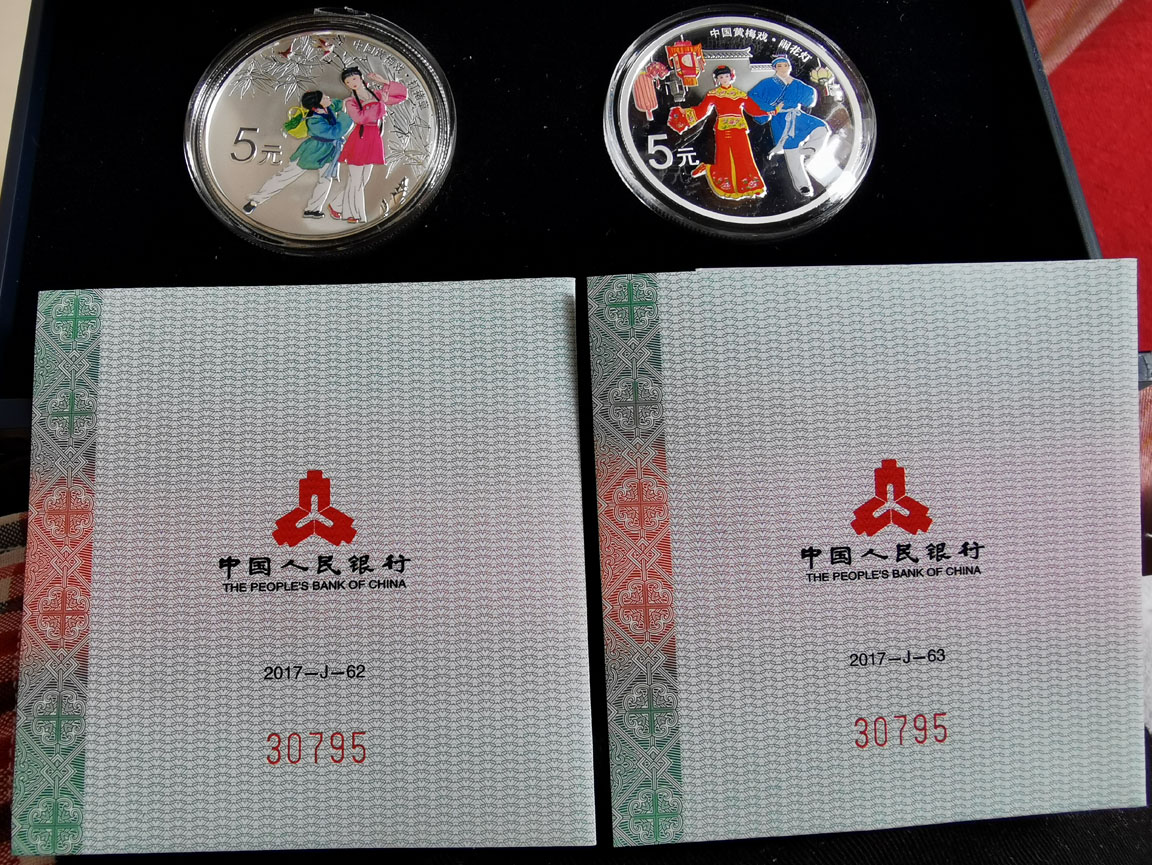 5元
中国黄梅戏·闹花灯
5元
中国人民银行
THE PEOPLE'S BANK OF CHINA
2017-J-62
30795
中国人民银行
THE PEOPLE'S BANK OF CHINA
2017-J-63
30795